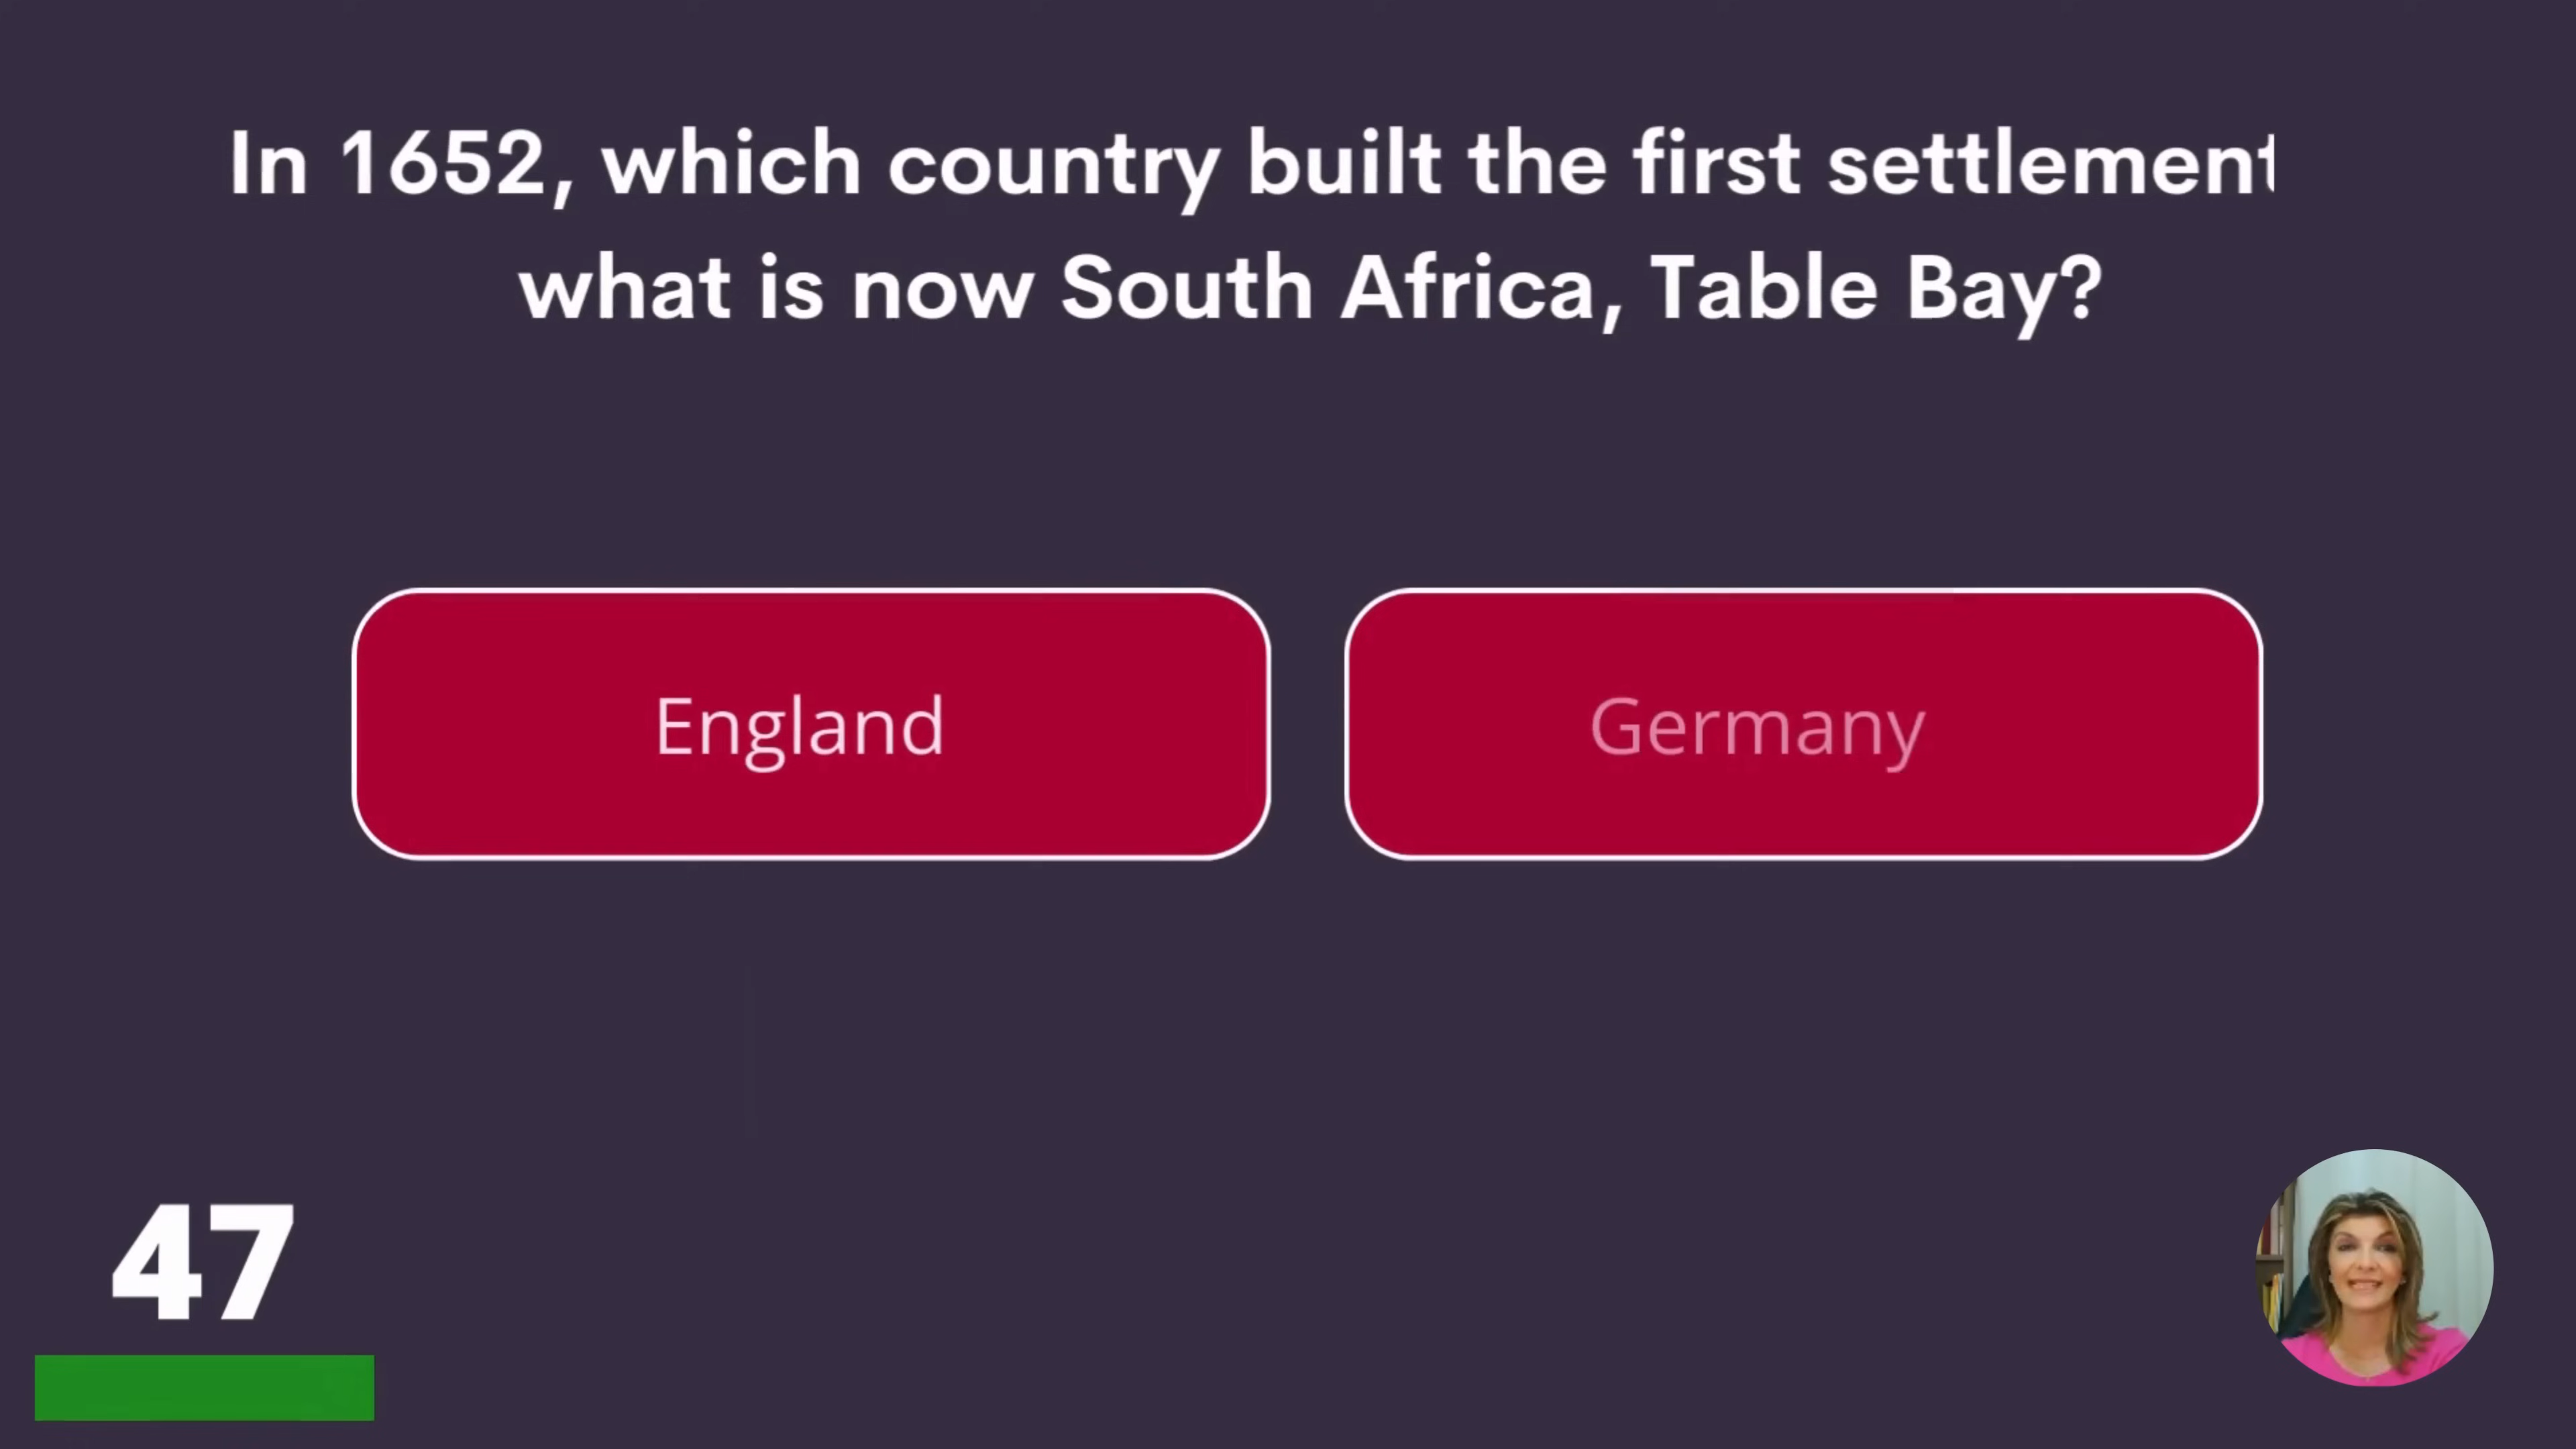 In 1652, which country built the first settlement
what is now South Africa, Table Bay?
England
Germany
47